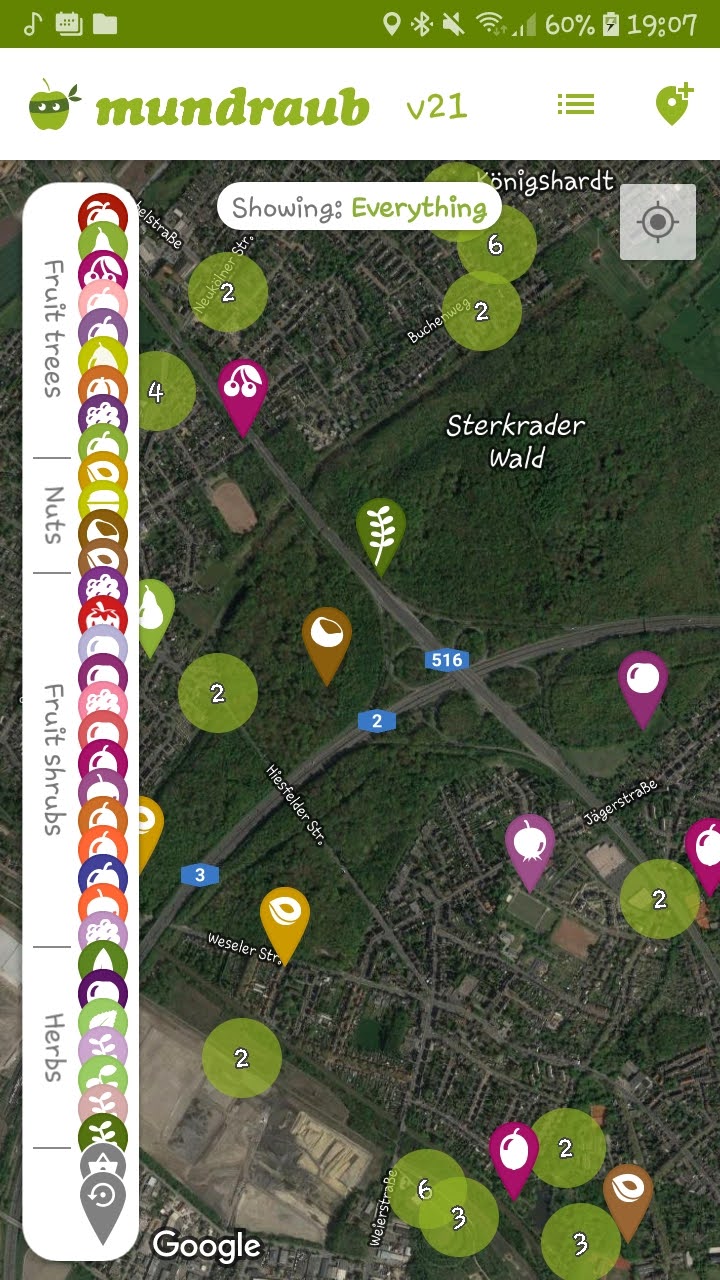 60% 19:07
mundraub v21
Königshardt
Showing: Everything
6
Neukölner Str.
2
2
Buchenweg
4
Sterkrader
Wald
516
2
2
Hiesfelder Str.
Jägerstraße
3
2
Weseler Str.
2
2
6
3
Weierstraße
3
Google
Fruit trees
Nuts
Fruit shrubs
Herbs